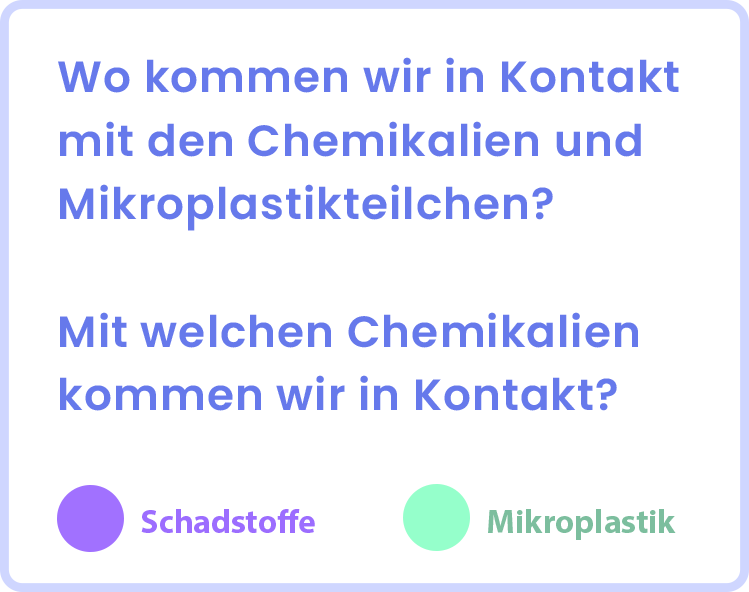 Wo kommen wir in Kontakt
mit den Chemikalien und
Mikroplastikteilchen?
Mit welchen Chemikalien
kommen wir in Kontakt?
Schadstoffe
Mikroplastik